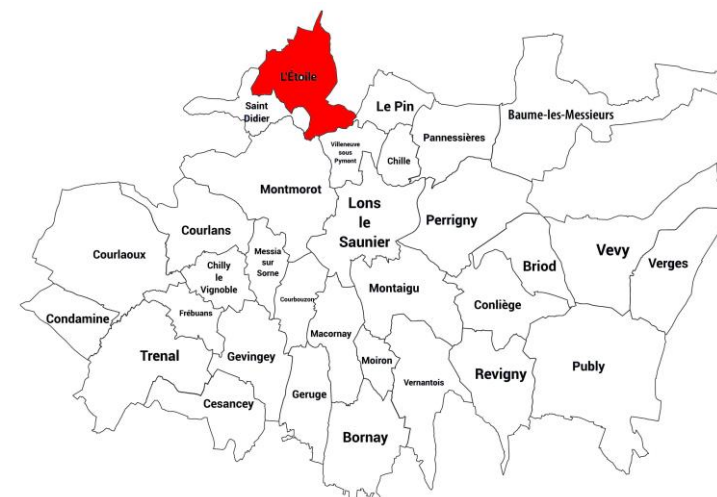 L'Étoile
Saint
Didier
Le Pin
Baume-les-Messieurs
Pannessières
Villeneuve
sous
Pymont
Chille
Montmorot
Lons
le
Saunier
Perrigny
Courlans
Courlaoux
Messia
sur
Sorne
Chilly
le
Vignoble
Briod
Vevy
Verges
Montaigu
Conliège
Courbouzon
Condamine
Frébuans
Macornay
Trenal
Gevingey
Moiron
Vernantois
Revigny
Publy
Cesancey
Geruge
Bornay